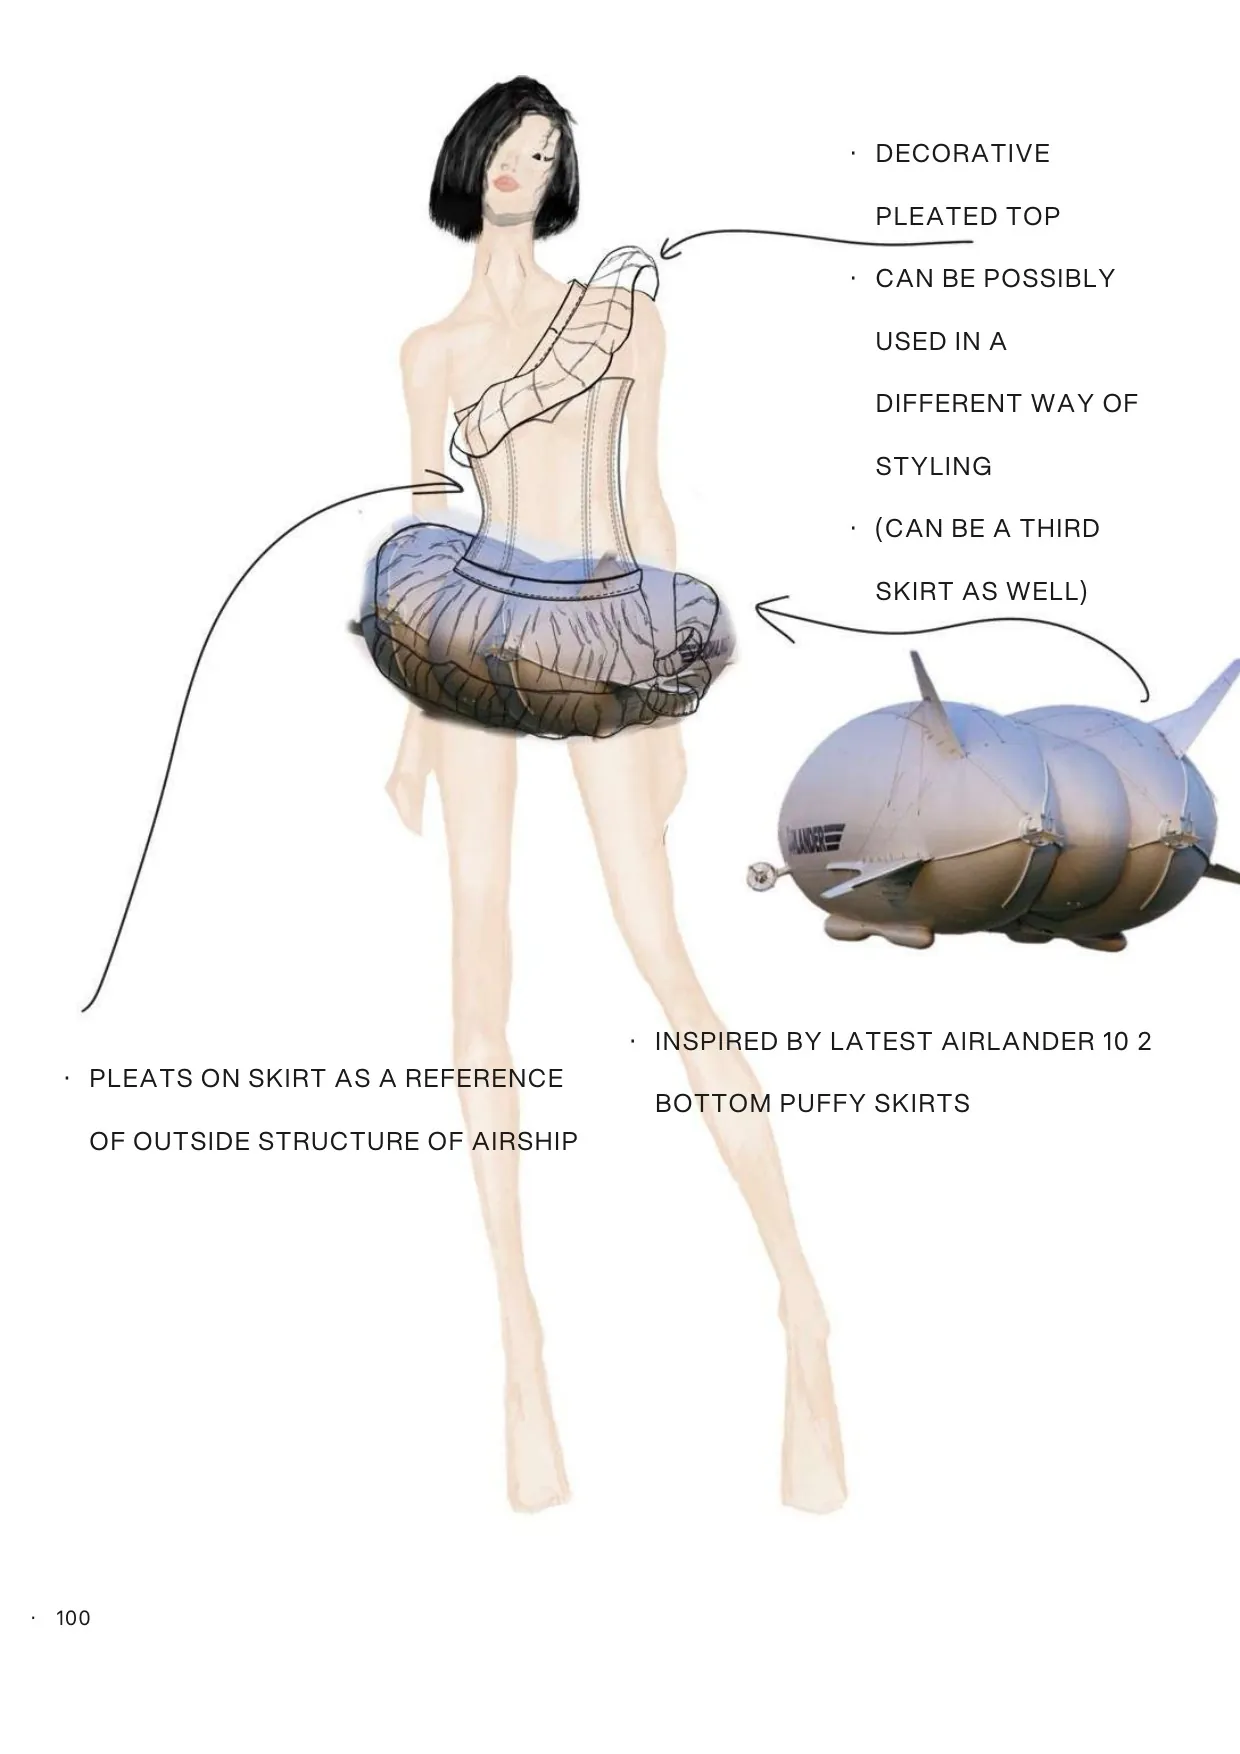 · DECORATIVE
PLEATED TOP
· CAN BE POSSIBLY
USED IN A
DIFFERENT WAY OF
STYLING
· (CAN BE A THIRD
SKIRT AS WELL)
LANDER
· INSPIRED BY LATEST AIRLANDER 10 2
BOTTOM PUFFY SKIRTS
· PLEATS ON SKIRT AS A REFERENCE
OF OUTSIDE STRUCTURE OF AIRSHIP
· 100